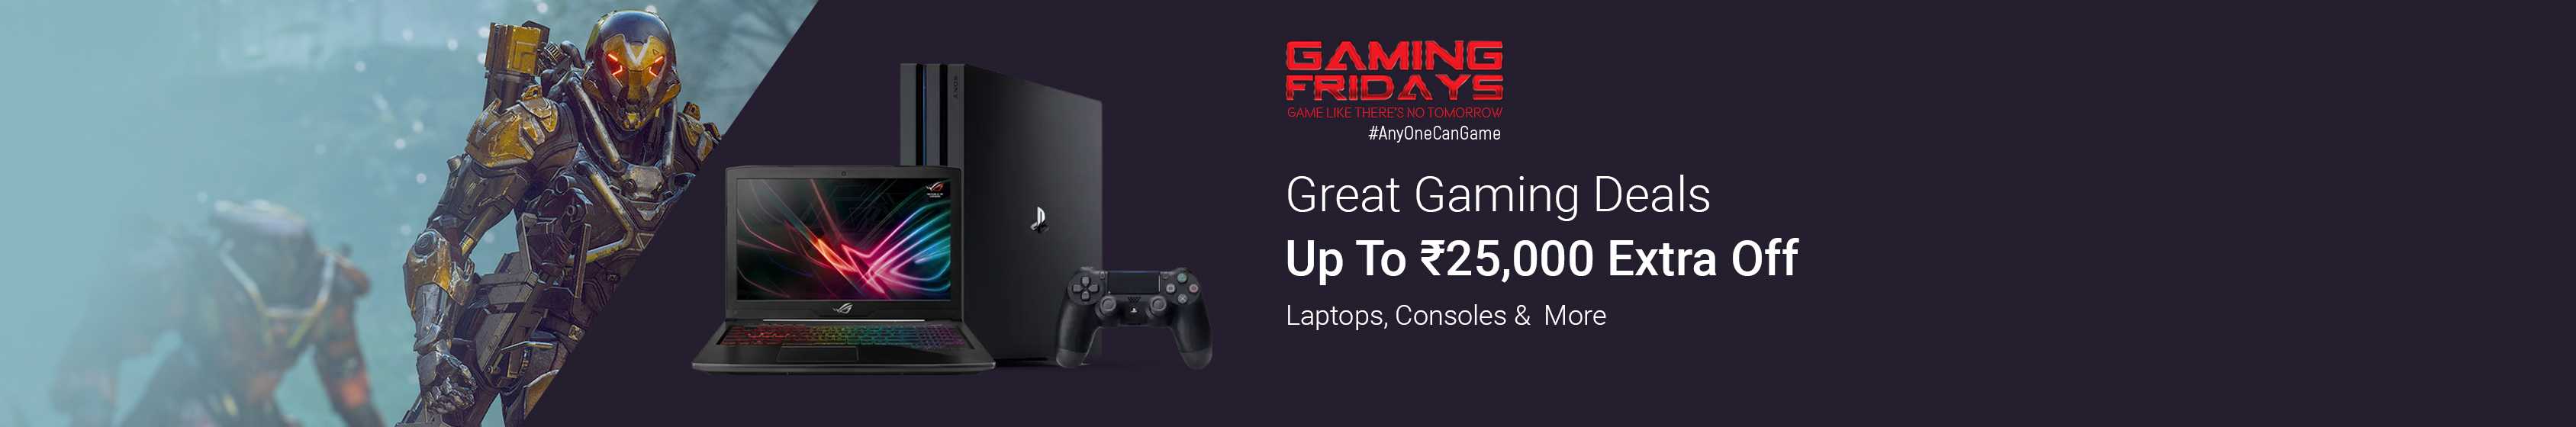 GAMING
FRIDAYS
GAME LIKE THERE'S NO TOMORROW
#AnyOneCanGame
Great Gaming Deals
Up To ₹25,000 Extra Off
Laptops, Consoles & More
SONY